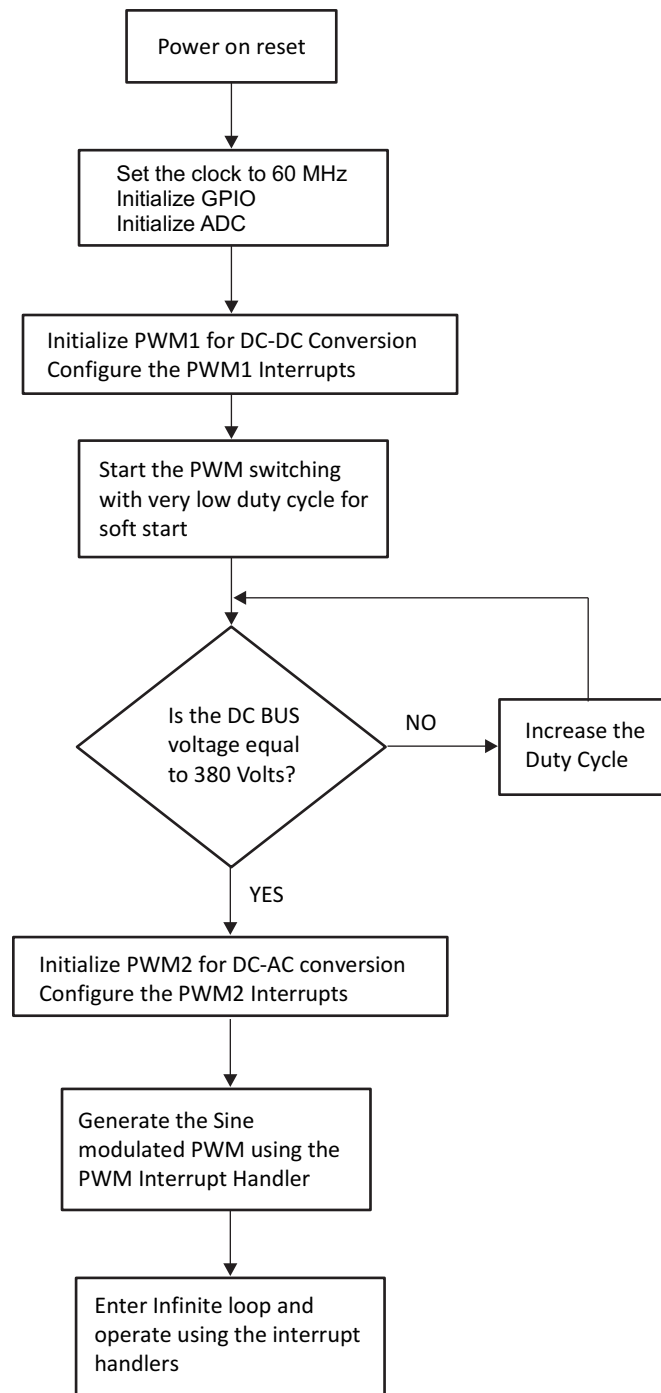 Power on reset
Set the clock to 60 MHz
Initialize GPIO
Initialize ADC
Initialize PWM1 for DC-DC Conversion
Configure the PWM1 Interrupts
Start the PWM switching
with very low duty cycle for
soft start
Is the DC BUS
voltage equal
to 380 Volts?
NO
Increase the
Duty Cycle
YES
Initialize PWM2 for DC-AC conversion
Configure the PWM2 Interrupts
Generate the Sine
modulated PWM using the
PWM Interrupt Handler
Enter Infinite loop and
operate using the interrupt
handlers